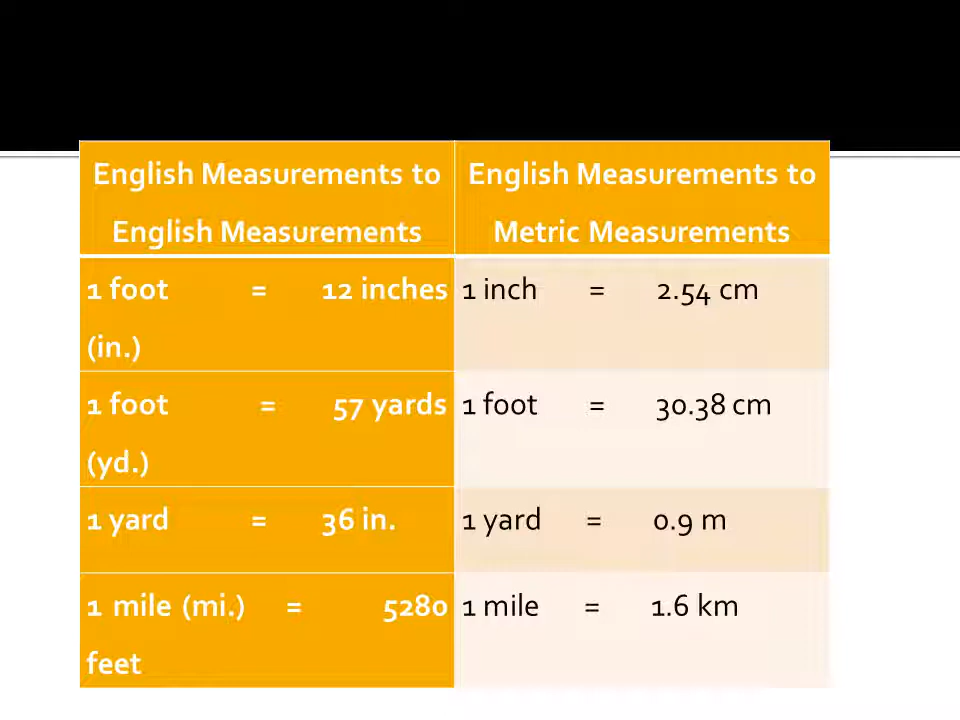 English Measurements to
English Measurements
English Measurements to
Metric Measurements
1 foot = 12 inches
(in.)
1 inch = 2.54 cm
1 foot = 57 yards
(yd.)
1 foot = 30.38 cm
1 yard = 36 in.
1 yard = 0.9 m
1 mile (mi.) = 5280
feet
1 mile = 1.6 km